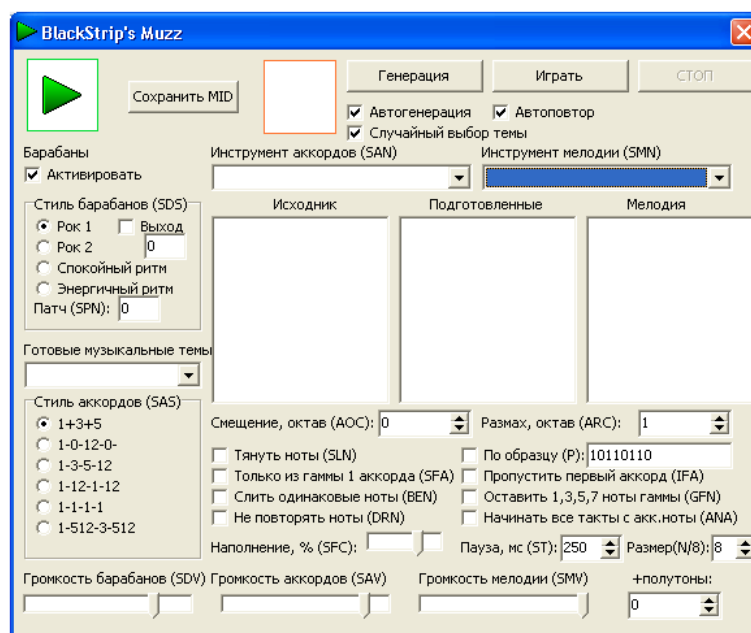 BlackStrip's Muzz
Сохранить MID
Генерация
Играть
СТОП
Автогенерация
Автоповтор
Случайный выбор темы
Барабаны
Активировать
Инструмент аккордов (SAN)
Инструмент мелодии (SMN)
Стиль барабанов (SDS)
Рок 1
Выход
Рок 2
0
Спокойный ритм
Энергичный ритм
Патч (SPN): 0
Исходник
Подготовленные
Мелодия
Готовые музыкальные темы
Стиль аккордов (SAS)
1+3+5
1-0-12-0-
1-3-5-12
1-12-1-12
1-1-1-1
1-512-3-512
Смещение, октав (AOC): 0
Размах, октав (ARC): 1
Тянуть ноты (SLN)
По образцу (P): 10110110
Только из гаммы 1 аккорда (SFA)
Пропустить первый аккорд (IFA)
Слить одинаковые ноты (BEN)
Оставить 1,3,5,7 ноты гаммы (GFN)
Не повторять ноты (DRN)
Начинать все такты с акк.ноты (ANA)
Наполнение, % (SFC):
Пауза, мс (ST): 250
Размер(N/8): 8
Громкость барабанов (SDV)
Громкость аккордов (SAV)
Громкость мелодии (SMV)
+полутоны:
0